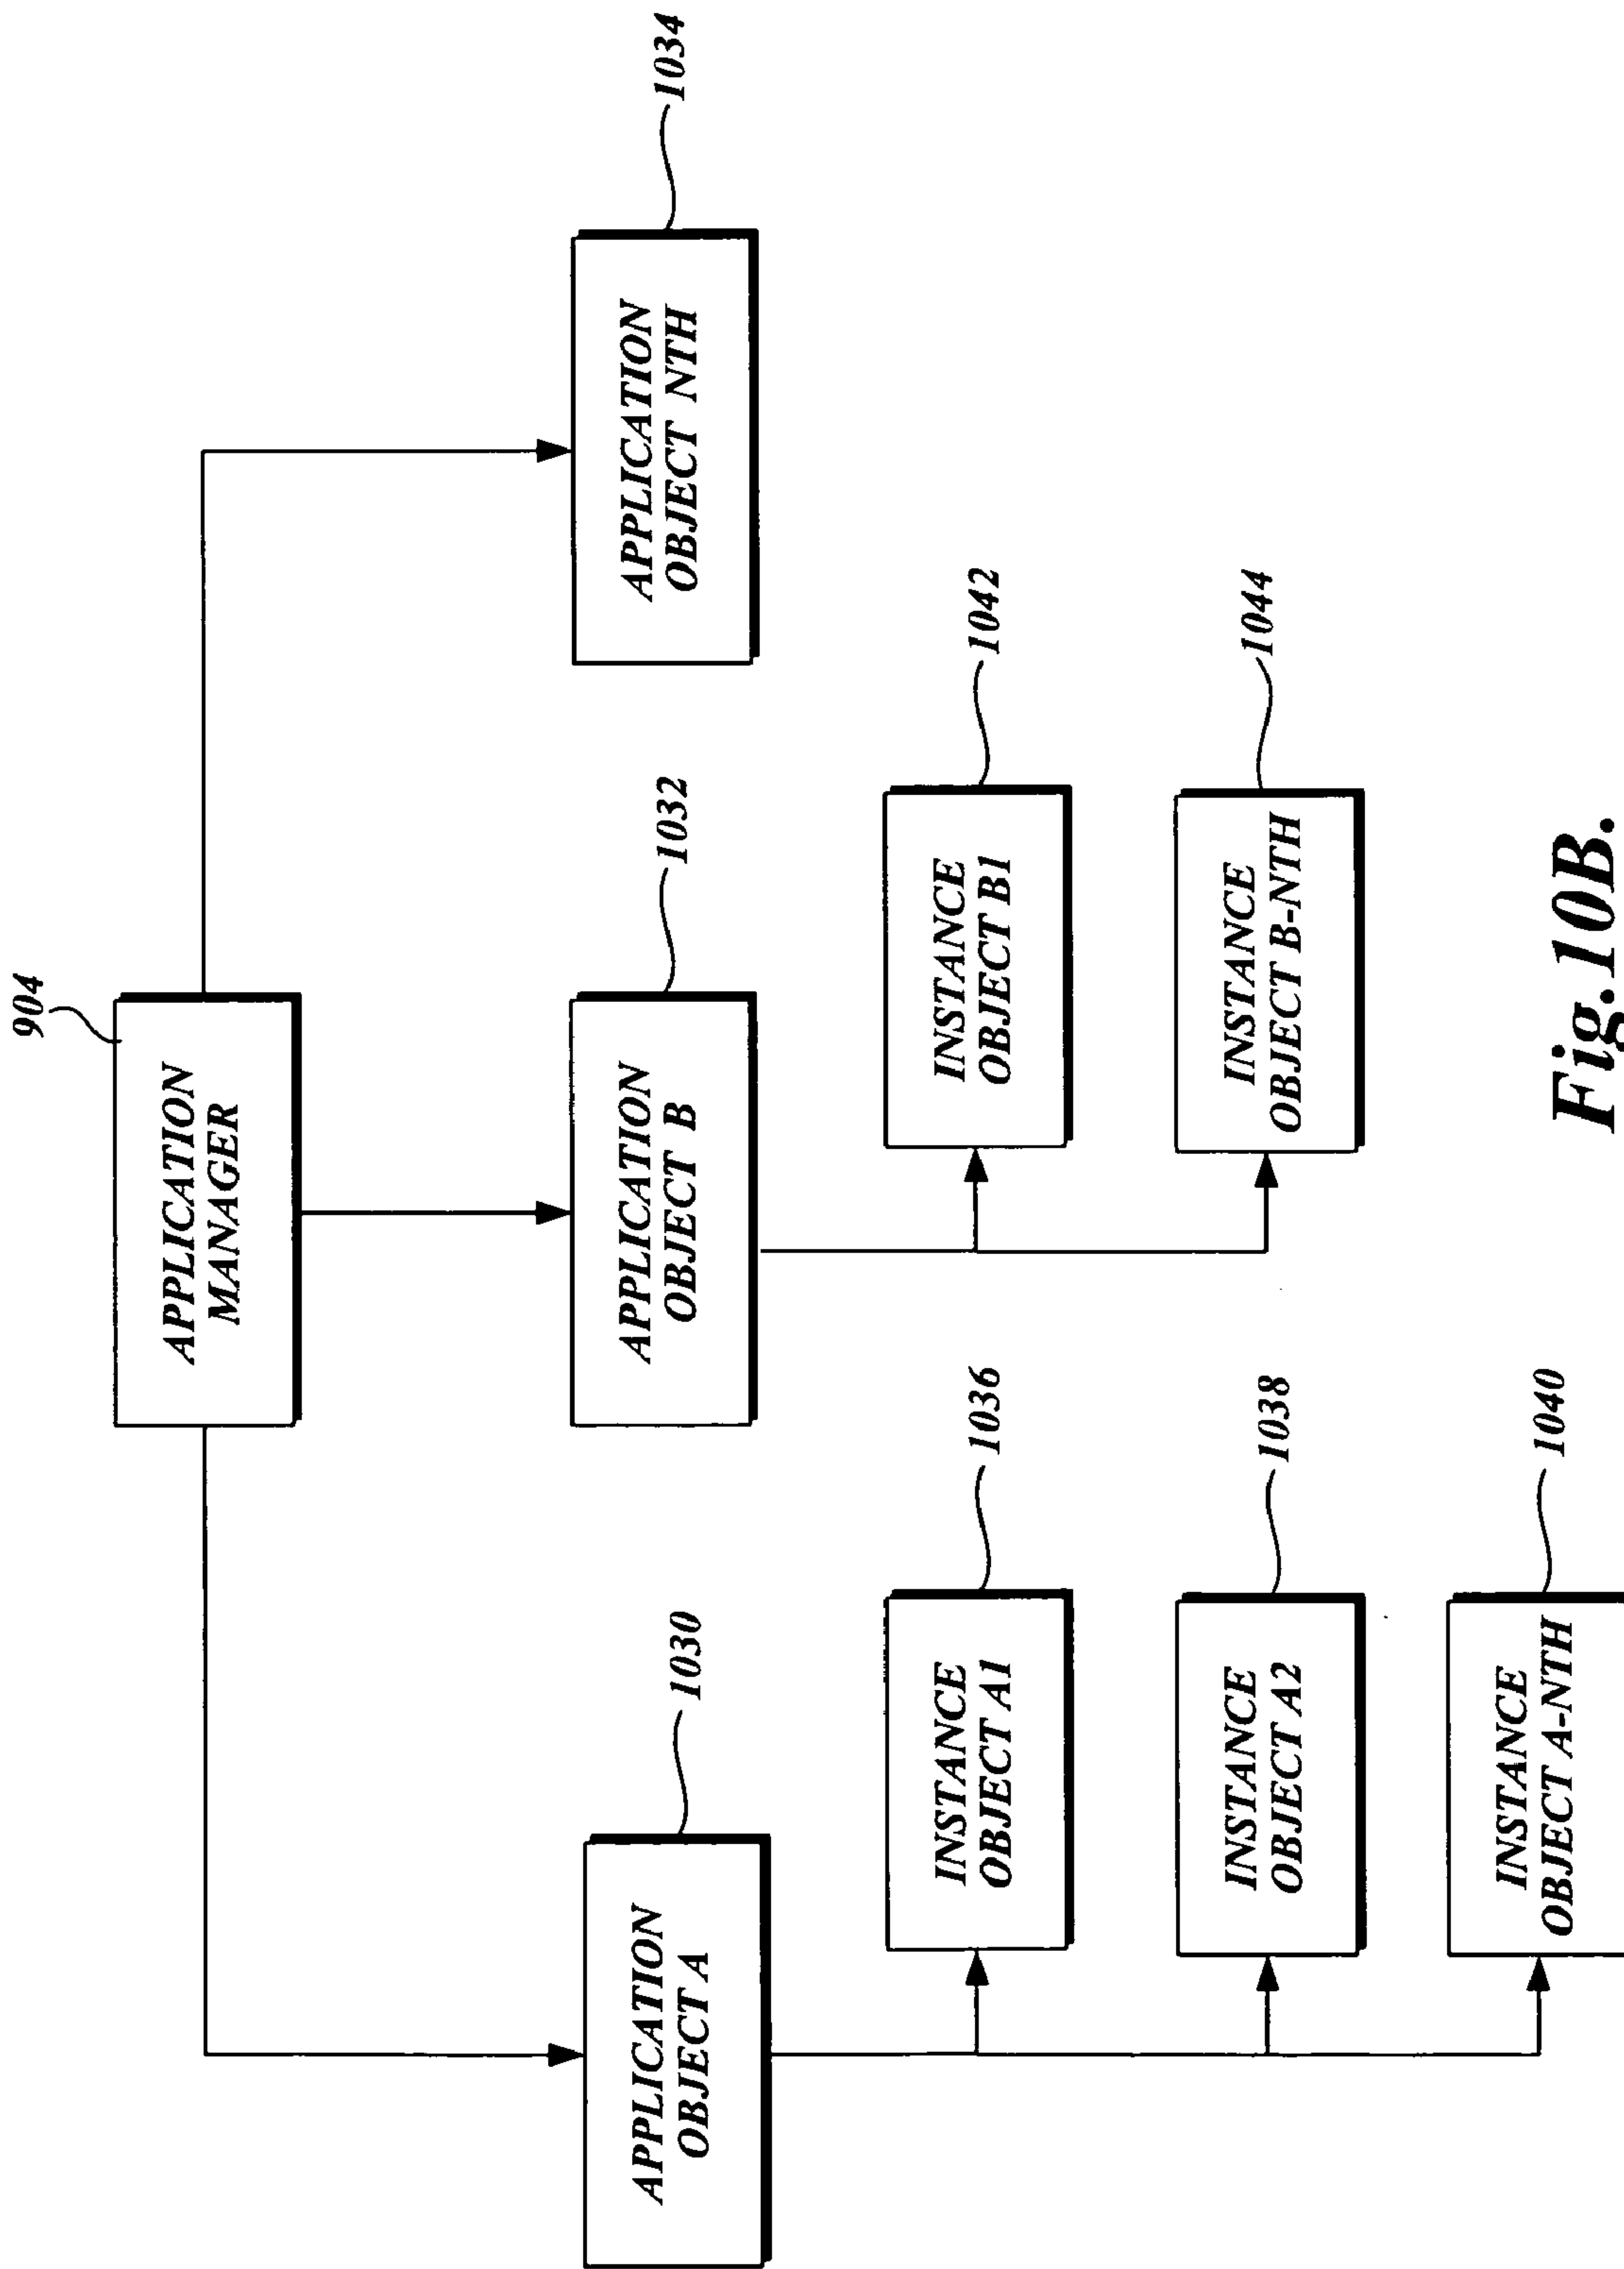 904
APPLICATION
MANAGER
1030
APPLICATION
OBJECT A
1032
APPLICATION
OBJECT B
1034
APPLICATION
OBJECT NTH
1036
INSTANCE
OBJECT A1
1042
INSTANCE
OBJECT B1
1038
INSTANCE
OBJECT A2
1044
INSTANCE
OBJECT B-NTH
1040
INSTANCE
OBJECT A-NTH
Fig.10B.